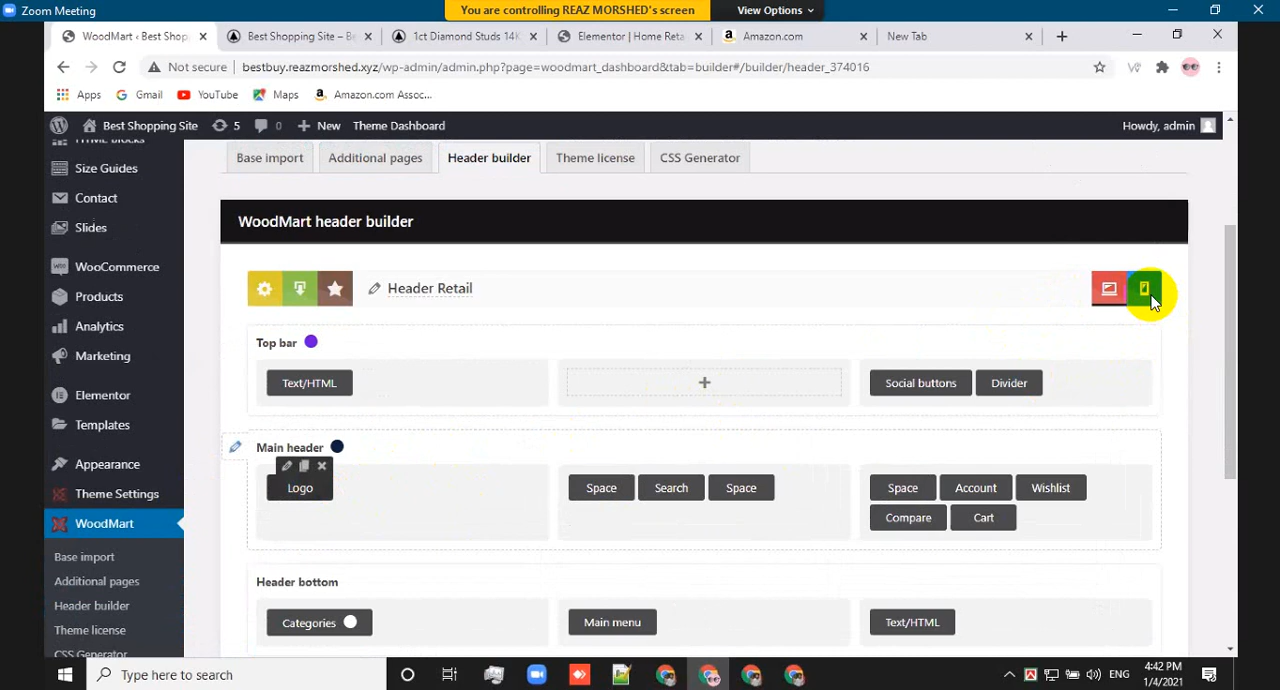 Zoom Meeting
You are controlling REAZ MORSHED's screen
View Options
WoodMart ‹ Best Shop
Best Shopping Site – Be
1ct Diamond Studs 14K
Elementor | Home Reta
Amazon.com
New Tab
Not secure
bestbuy.reazmorshed.xyz/wp-admin/admin.php?page=woodmart_dashboard&tab=builder#/builder/header_374016
Apps
Gmail
YouTube
Maps
Amazon.com Assoc...
Best Shopping Site
5
0
New
Theme Dashboard
Howdy, admin
HTML Blocks
Size Guides
Contact
Slides
WooCommerce
Products
Analytics
Marketing
Elementor
Templates
Appearance
Theme Settings
WoodMart
Base import
Additional pages
Header builder
Theme license
CSS Generator
Base import
Additional pages
Header builder
Theme license
CSS Generator
WoodMart header builder
Header Retail
Top bar
Text/HTML
Social buttons
Divider
Main header
Logo
Space
Search
Space
Space
Account
Wishlist
Compare
Cart
Header bottom
Categories
Main menu
Text/HTML
Type here to search
ENG
4:42 PM
1/4/2021